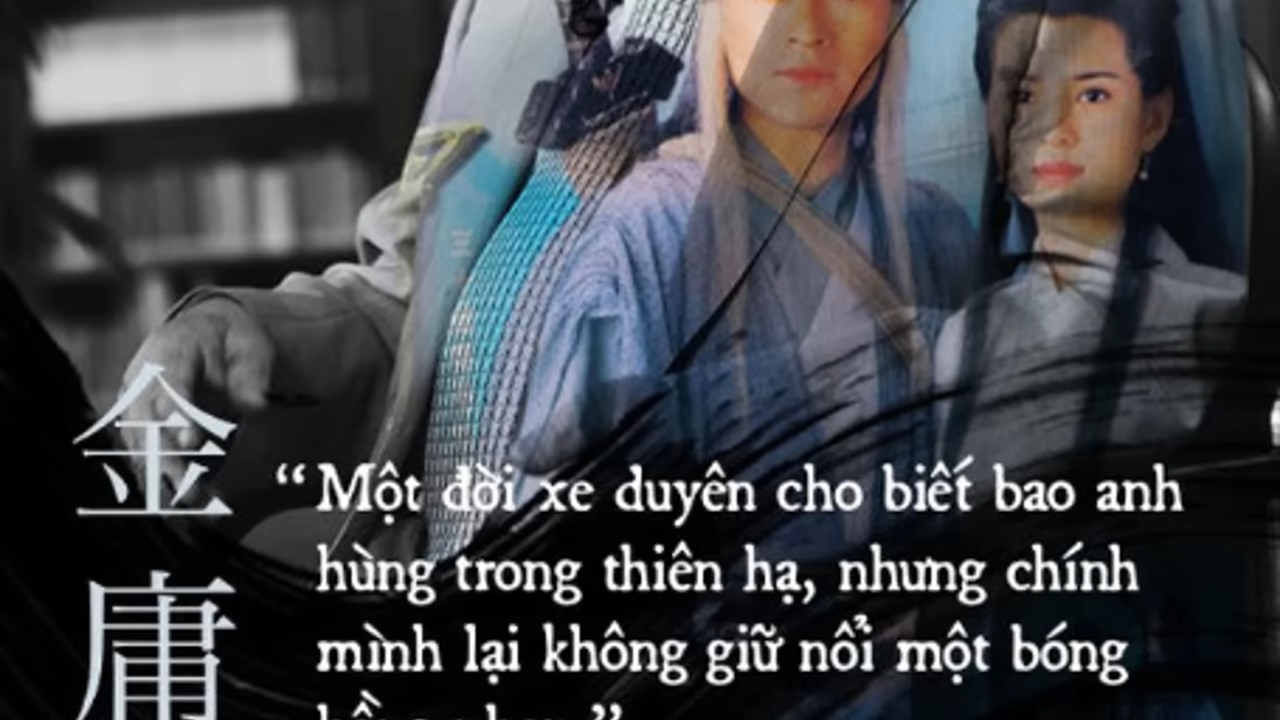 金
庸
“Một đời xe duyên cho biết bao anh
hùng trong thiên hạ, nhưng chính
mình lại không giữ nổi một bóng